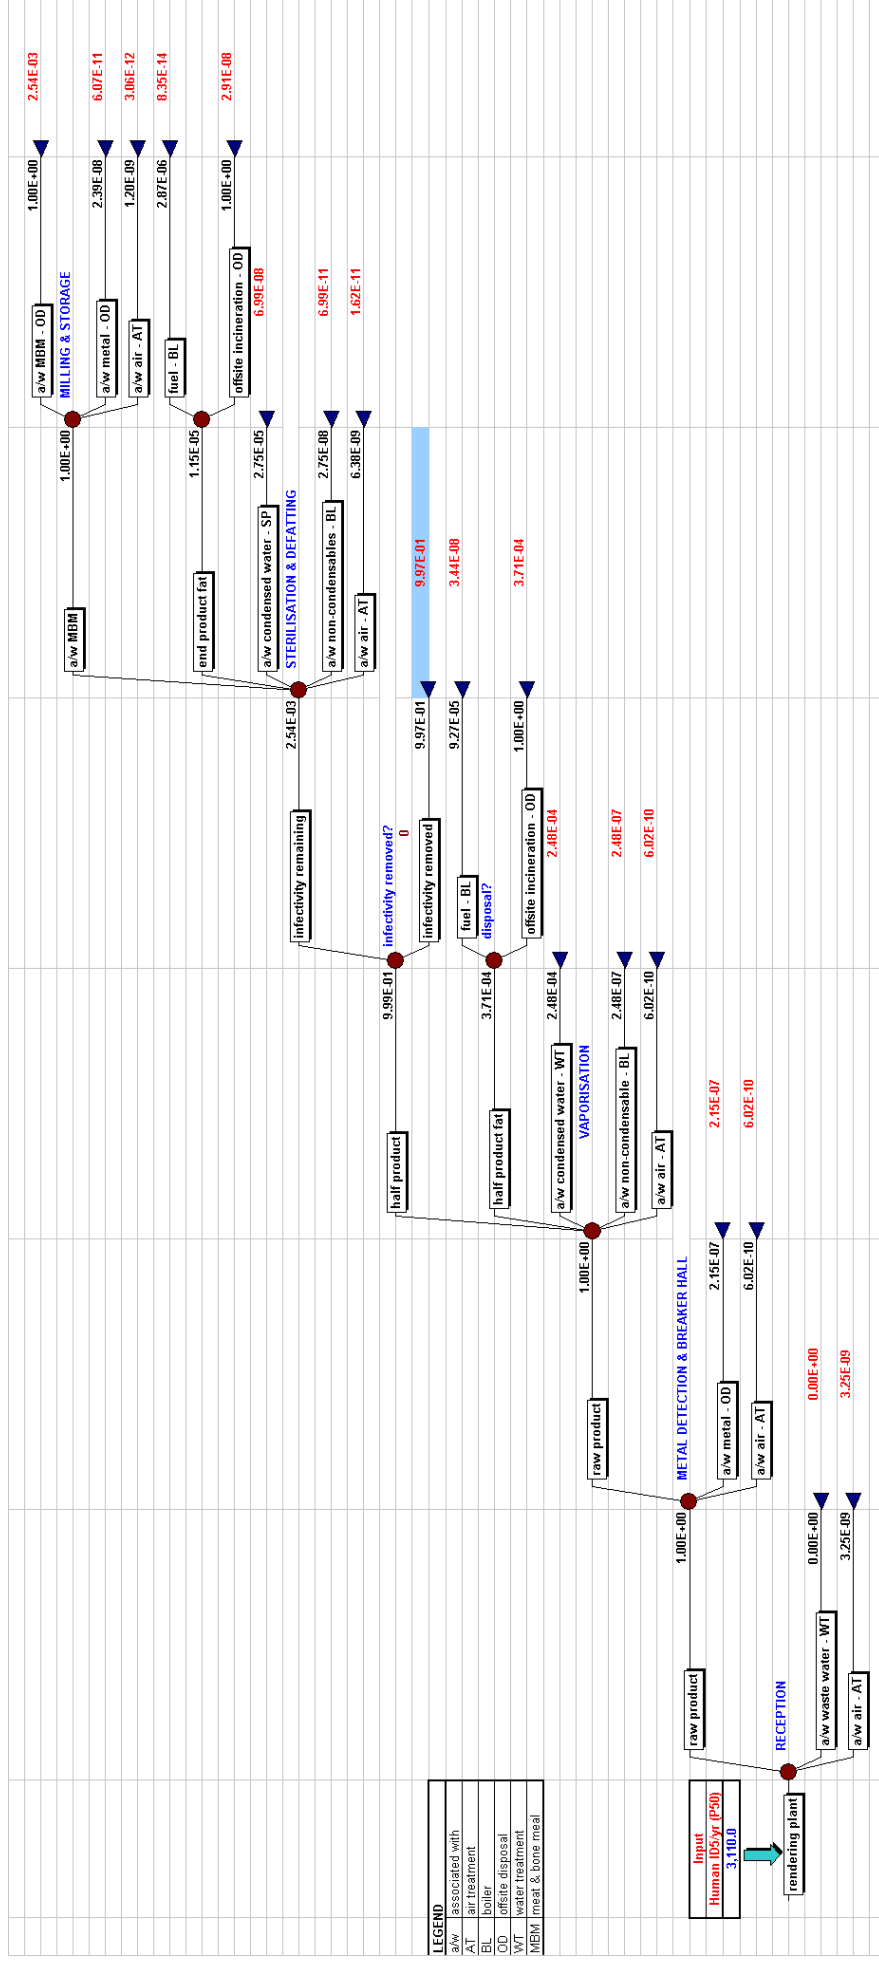 Input
Human ID5/yr (P50)
3,110.0
rendering plant
RECEPTION
raw product
1.00E+00
a/w waste water - WT
0.00E+00
0.00E+00
a/w air - AT
3.25E-09
3.25E-09
METAL DETECTION & BREAKER HALL
raw product
1.00E+00
a/w metal - OD
2.15E-07
2.15E-07
a/w air - AT
6.02E-10
6.02E-10
VAPORISATION
half product
9.99E-01
half product fat
3.71E-04
a/w condensed water - WT
2.48E-04
2.48E-04
a/w non-condensable - BL
2.48E-07
2.48E-07
a/w air - AT
6.02E-10
6.02E-10
infectivity removed?
0
infectivity remaining
2.54E-03
infectivity removed
9.97E-01
9.97E-01
disposal?
fuel - BL
9.27E-05
3.44E-08
offsite incineration - OD
1.00E+00
3.71E-04
STERILISATION & DEFATTING
a/w MBM
1.00E+00
end product fat
1.15E-05
a/w condensed water - SP
2.75E-05
6.99E-08
a/w non-condensables - BL
2.75E-08
6.99E-11
a/w air - AT
6.38E-09
1.62E-11
MILLING & STORAGE
a/w MBM - OD
1.00E+00
2.54E-03
a/w metal - OD
2.39E-08
6.07E-11
a/w air - AT
1.20E-09
3.06E-12
fuel - BL
2.87E-06
8.35E-14
offsite incineration - OD
1.00E+00
2.91E-08
LEGEND
a/w associated with
AT air treatment
BL boiler
OD offsite disposal
WT water treatment
MBM meat & bone meal